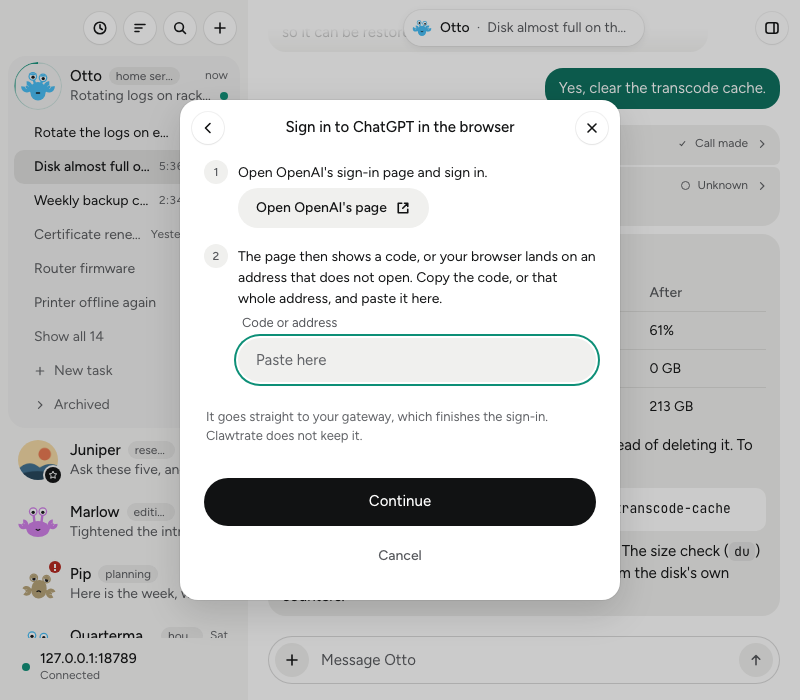 so it can be restor
Otto · Disk almost full on th...
Otto home ser... now
Rotating logs on rack...
Yes, clear the transcode cache.
Rotate the logs on e...
Disk almost full o... 5:36
Weekly backup c... 2:34
Certificate rene... Yeste
Router firmware
Printer offline again
Show all 14
New task
Archived
Juniper rese...
Ask these five, an
Marlow editi...
Tightened the intr
Pip planning
Here is the week, w
Quarterma hou... Sat
127.0.0.1:18789
Connected
Call made
Unknown
After
61%
0 GB
213 GB
ead of deleting it. To
transcode-cache
The size check (du)
m the disk's own
counters.
Message Otto
Sign in to ChatGPT in the browser
1 Open OpenAI's sign-in page and sign in.
Open OpenAI's page
2 The page then shows a code, or your browser lands on an
address that does not open. Copy the code, or that
whole address, and paste it here.
Code or address
Paste here
It goes straight to your gateway, which finishes the sign-in.
Clawtrate does not keep it.
Continue
Cancel